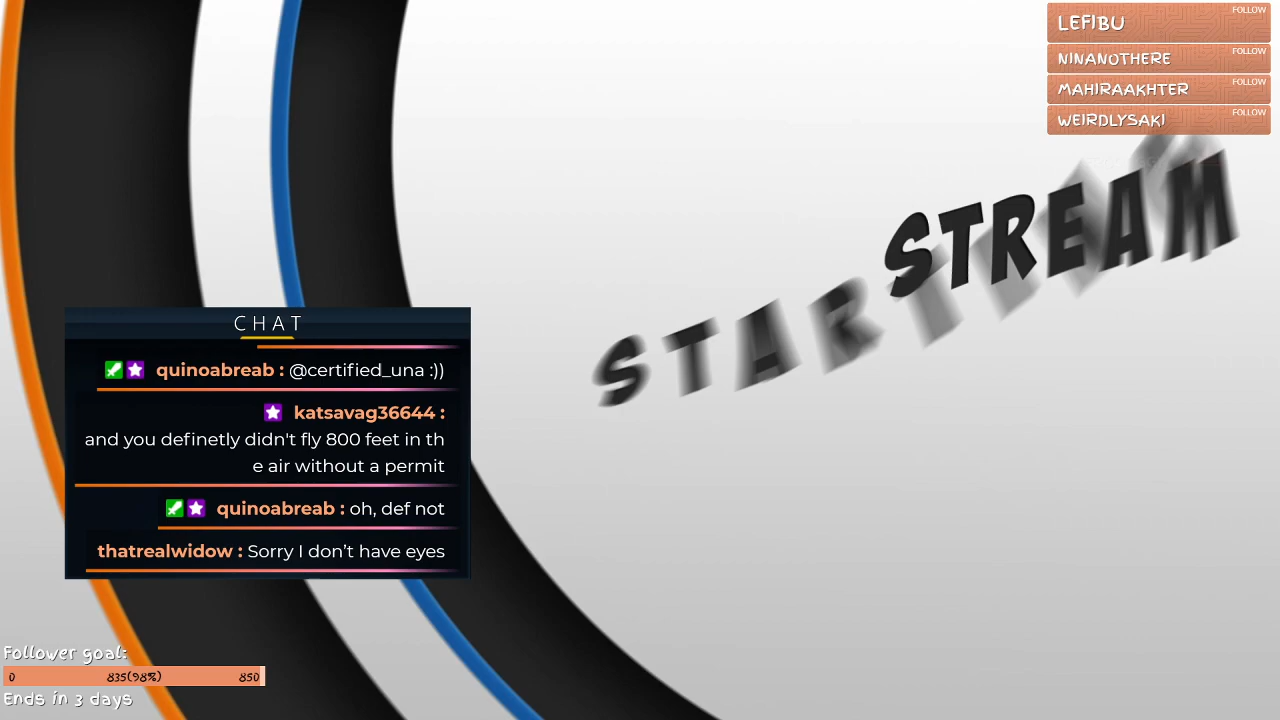 LEFIBU FOLLOW
NINANOTHERE FOLLOW
MAHIRAAKHTER FOLLOW
WEIRDLYSAKI FOLLOW
STREAM
CHAT
quinoabreab : @certified_una :))
katsavag36644 :
and you definetly didn't fly 800 feet in th
e air without a permit
quinoabreab : oh, def not
thatrealwidow : Sorry I don't have eyes
Follower goal:
0 835(98%) 850
Ends in 3 days